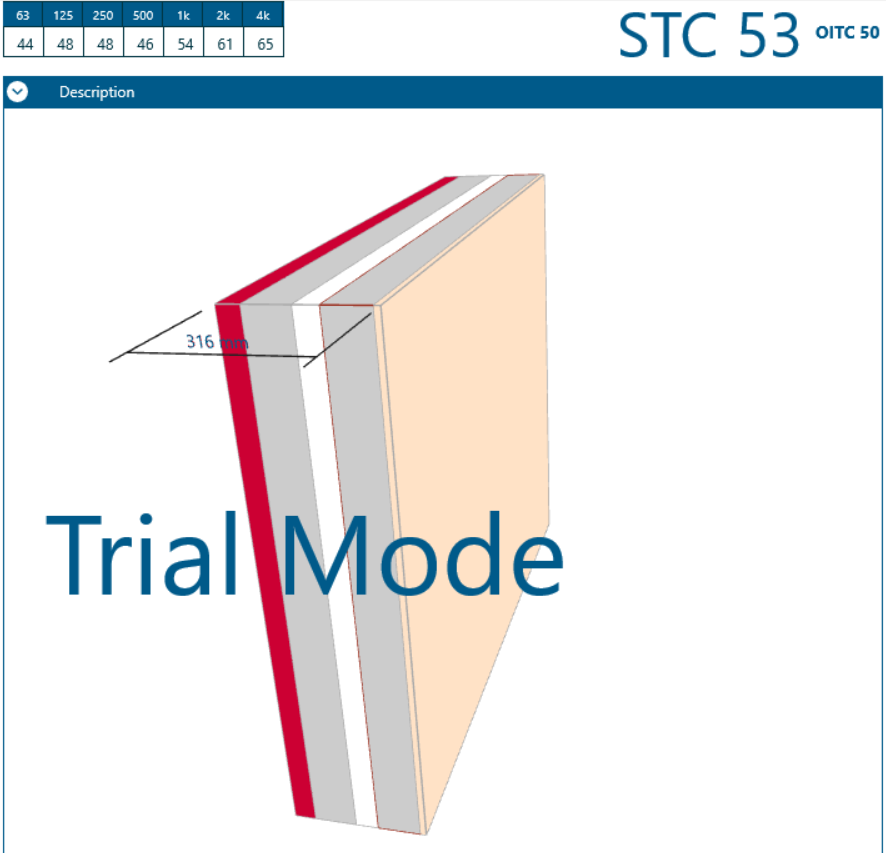 63 125 250 500 1k 2k 4k
44 48 48 46 54 61 65
STC 53 OITC 50
Description
316 mm
Trial Mode